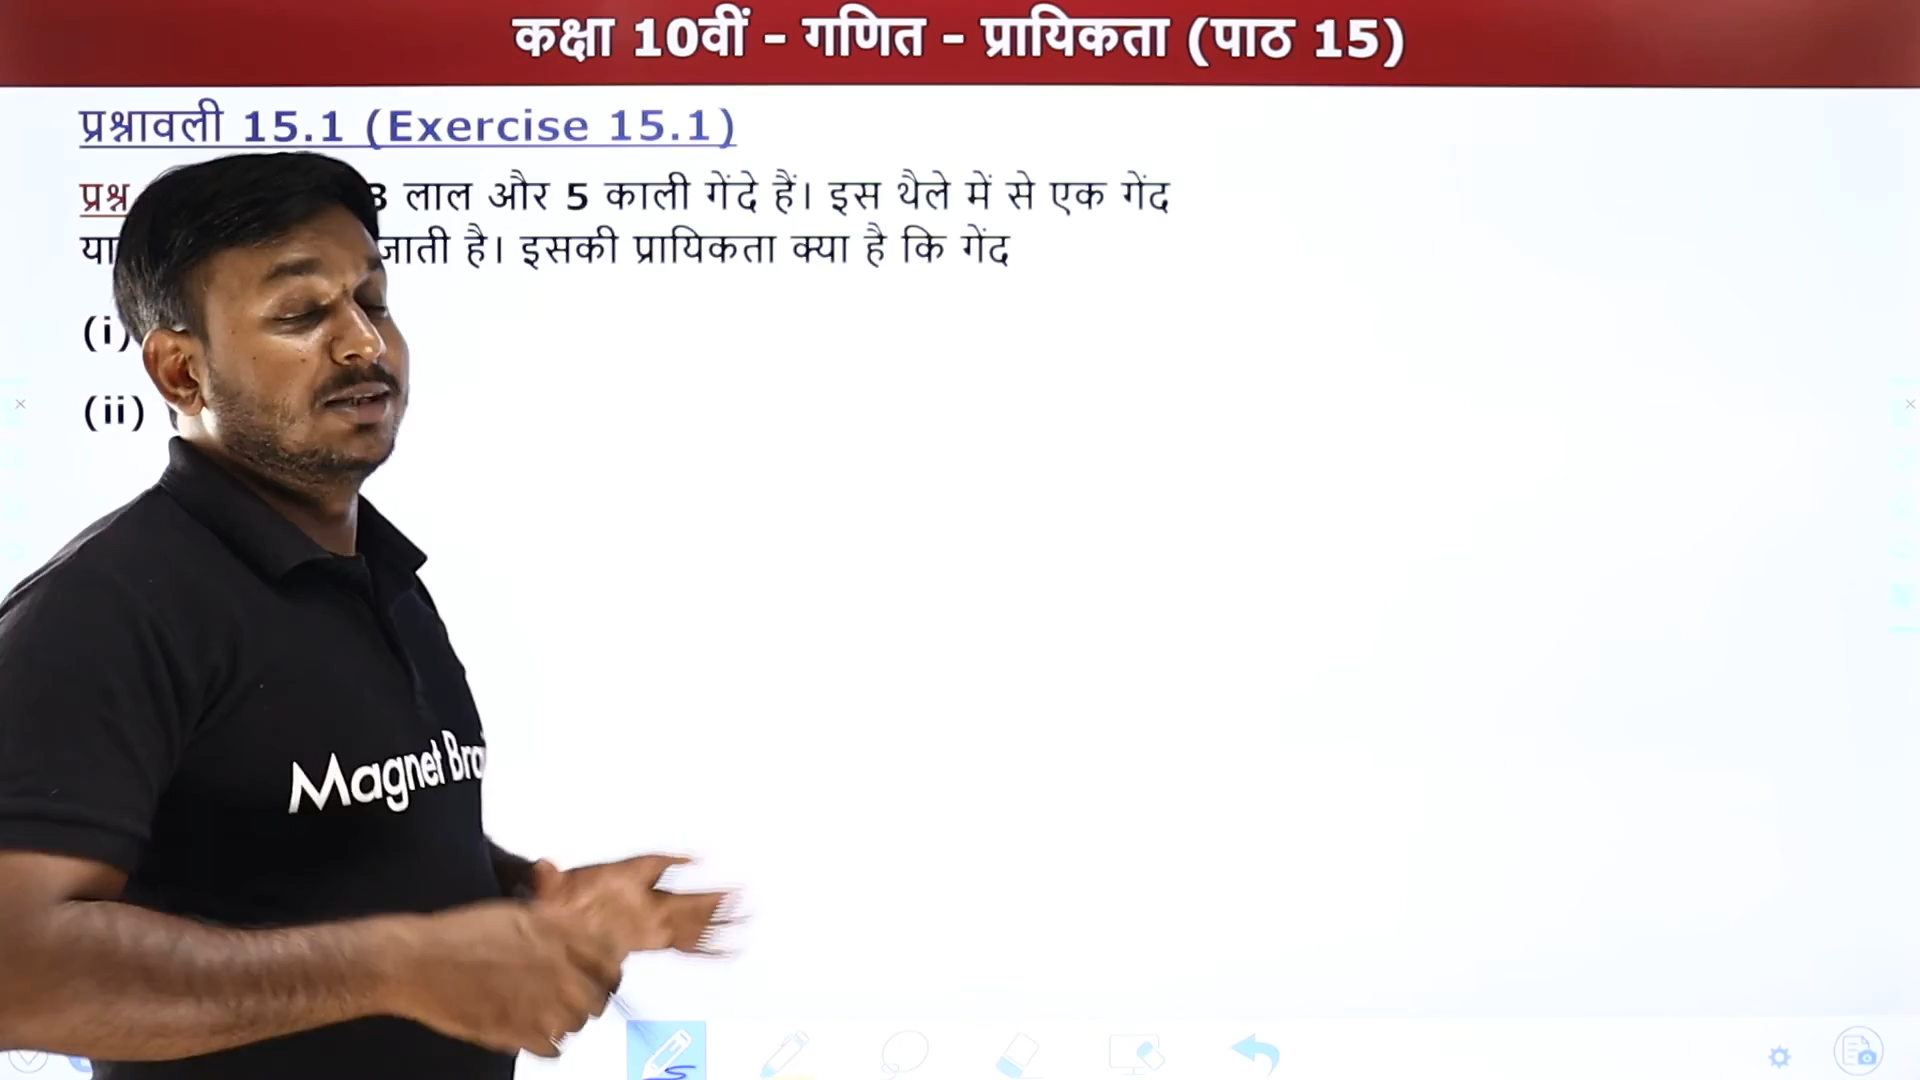 कक्षा 10वीं - गणित - प्रायिकता (पाठ 15)
प्रश्नावली 15.1 (Exercise 15.1)
प्रश्न 3 लाल और 5 काली गेंदे हैं। इस थैले में से एक गेंद
जाती है। इसकी प्रायिकता क्या है कि गेंद
(i)
(ii)
Magnet